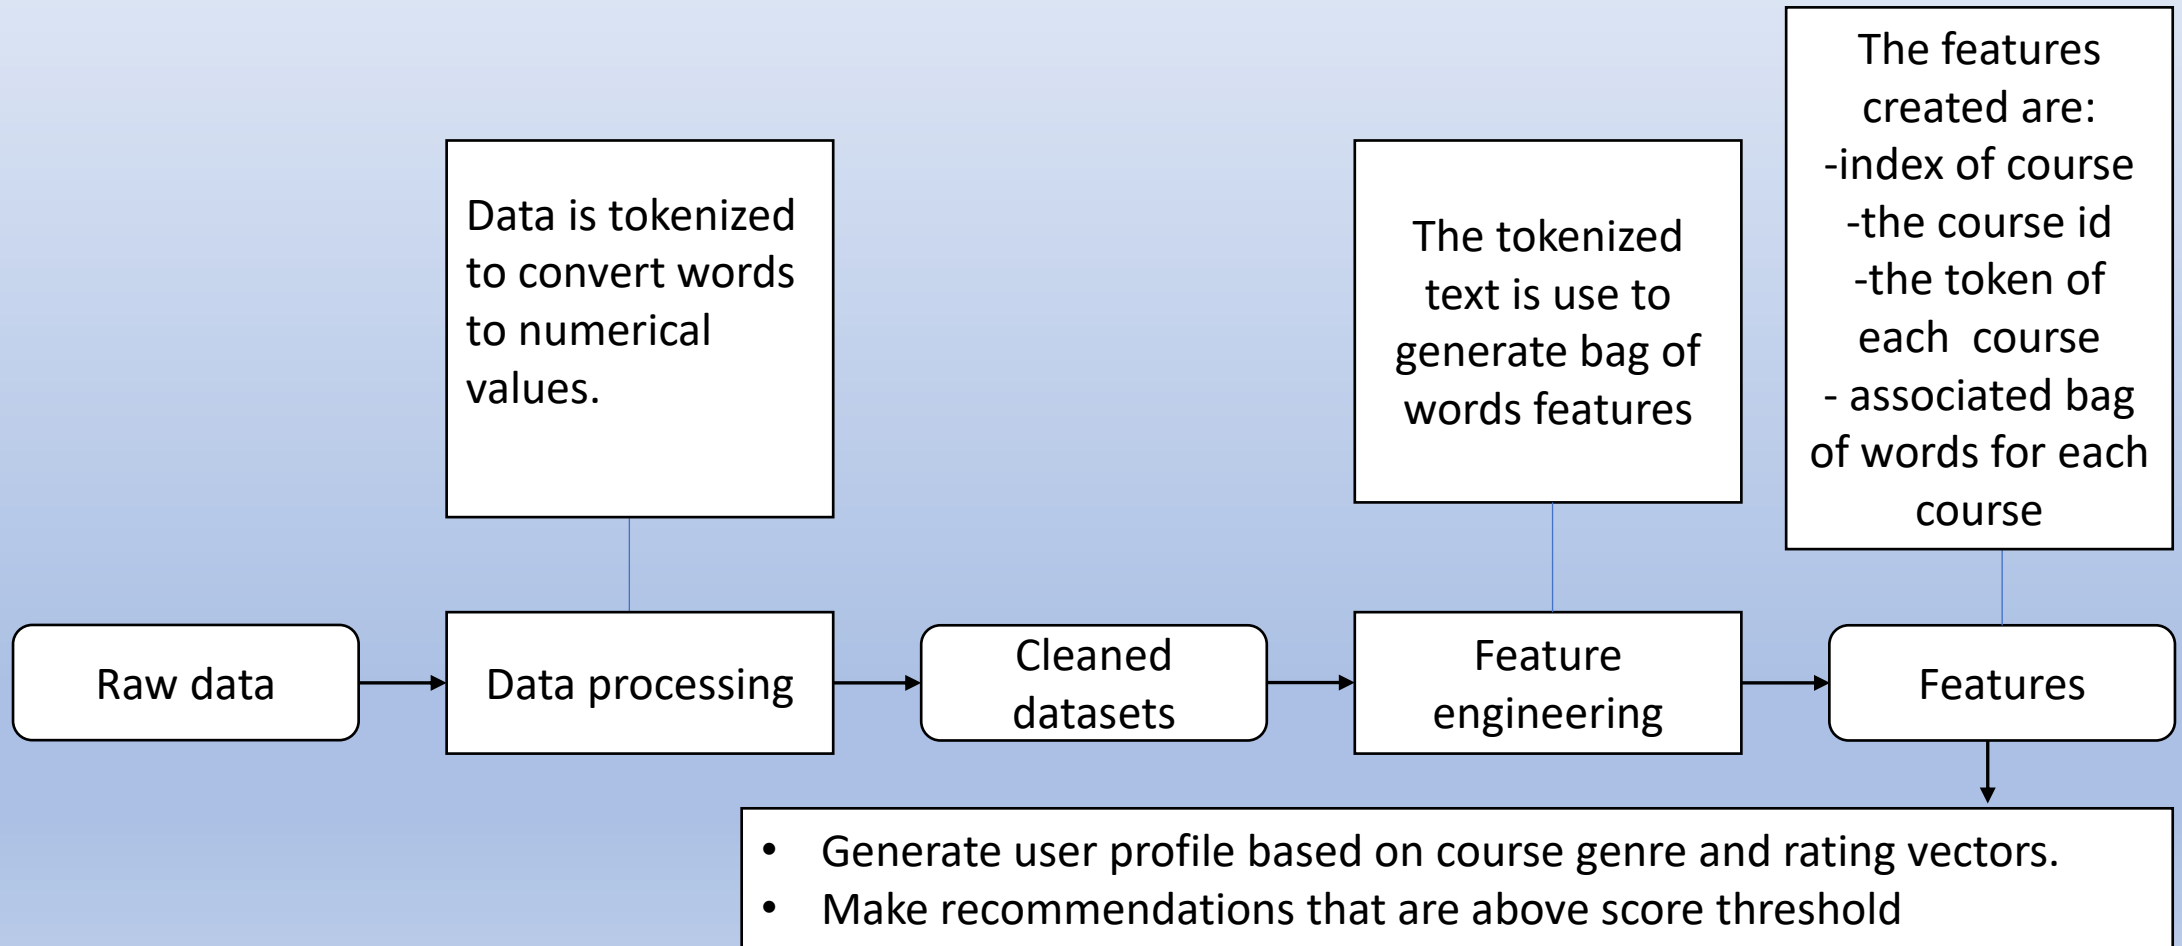 The features
created are:
-index of course
-the course id
-the token of
each  course
- associated bag
of words for each
course
Data is tokenized
to convert words
to numerical
values.
The tokenized
text is use to
generate bag of
words features
Raw data
Data processing
Cleaned
datasets
Feature
engineering
Features
• Generate user profile based on course genre and rating vectors.
• Make recommendations that are above score threshold